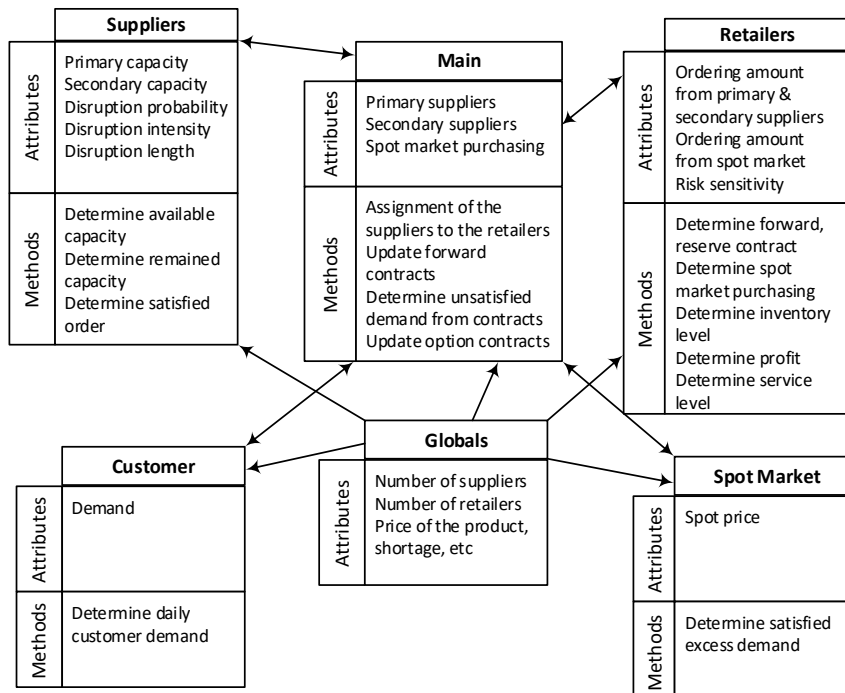 Suppliers
Attributes
Primary capacity
Secondary capacity
Disruption probability
Disruption intensity
Disruption length
Methods
Determine available
capacity
Determine remained
capacity
Determine satisfied
order
Main
Attributes
Primary suppliers
Secondary suppliers
Spot market purchasing
Methods
Assignment of the
suppliers to the retailers
Update forward
contracts
Determine unsatisfied
demand from contracts
Update option contracts
Retailers
Attributes
Ordering amount
from primary &
secondary suppliers
Ordering amount
from spot market
Risk sensitivity
Methods
Determine forward,
reserve contract
Determine spot
market purchasing
Determine inventory
level
Determine profit
Determine service
level
Customer
Attributes
Demand
Methods
Determine daily
customer demand
Globals
Attributes
Number of suppliers
Number of retailers
Price of the product,
shortage, etc
Spot Market
Attributes
Spot price
Methods
Determine satisfied
excess demand